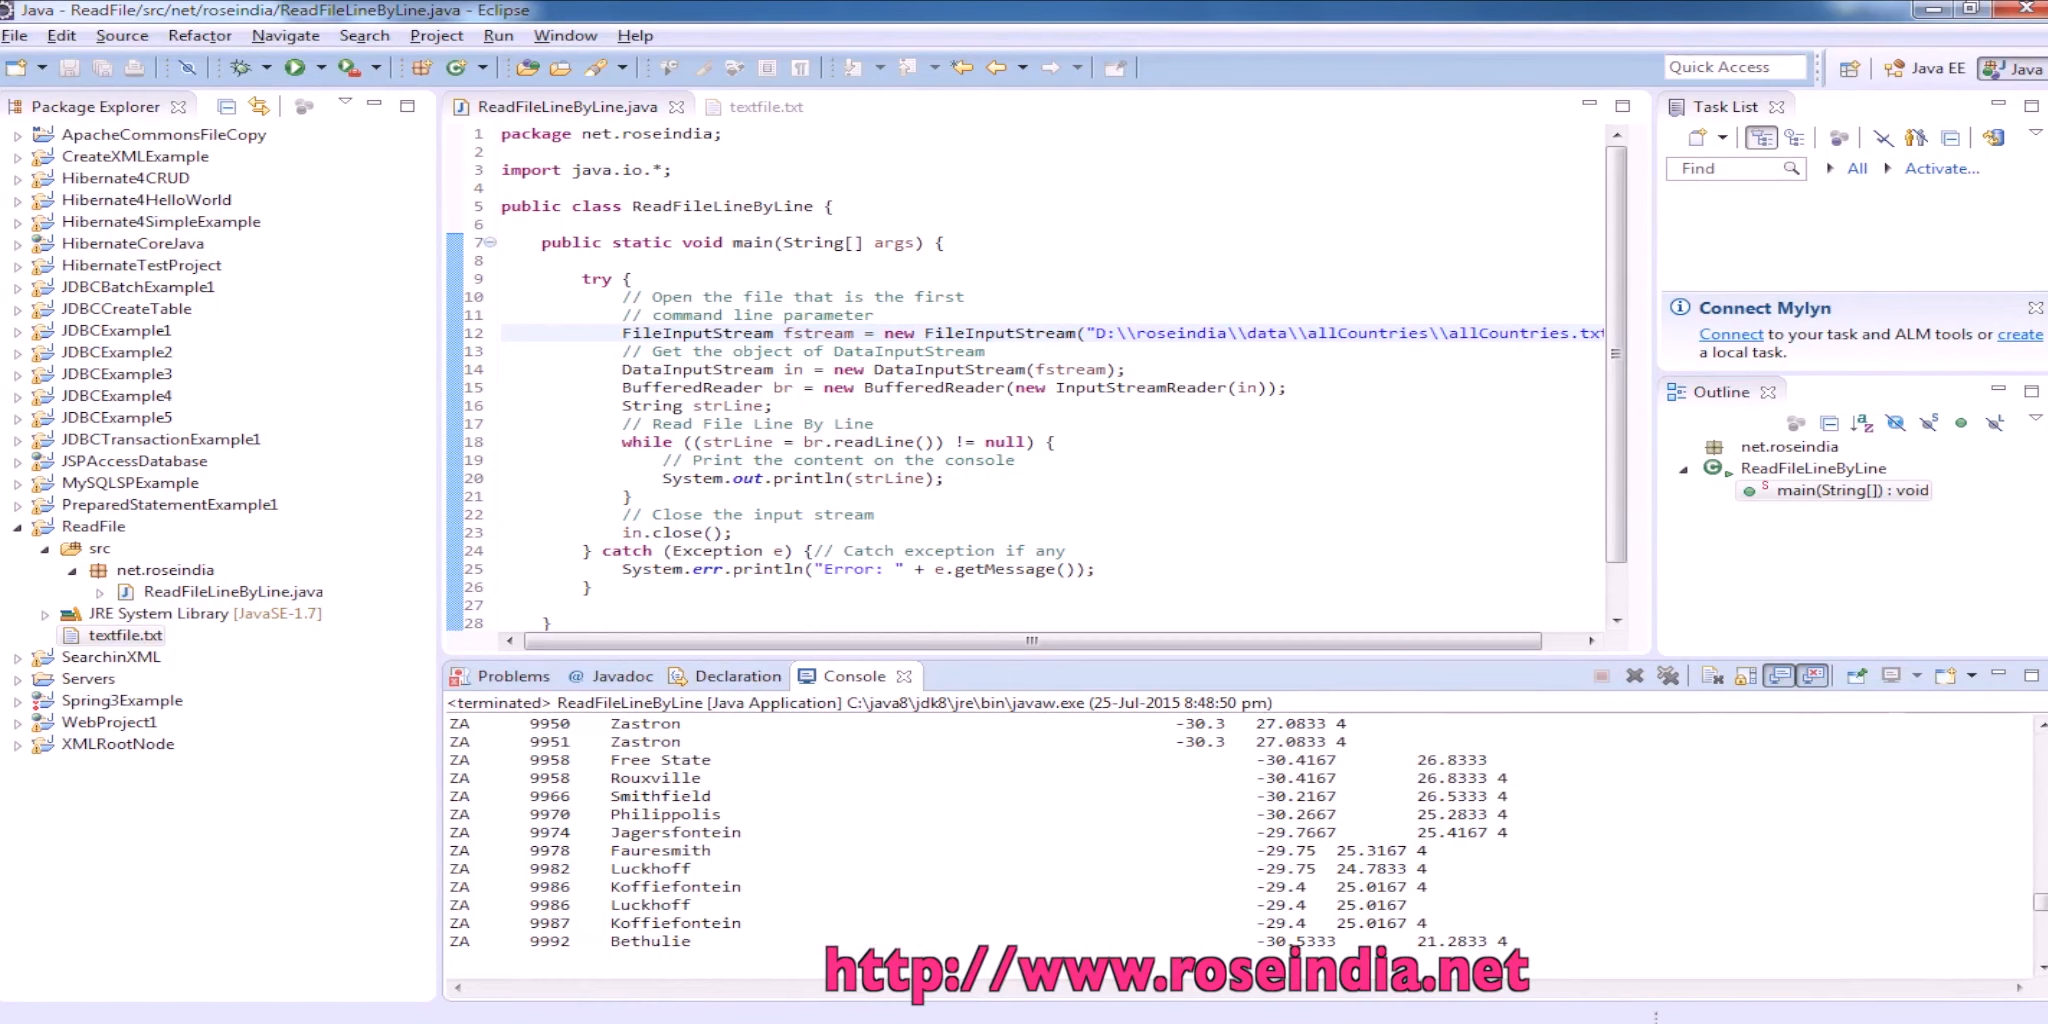 Java - ReadFile/src/net/roseindia/ReadFileLineByLine.java - Eclipse
File Edit Source Refactor Navigate Search Project Run Window Help
Quick Access Java EE Java
Package Explorer
ApacheCommonsFileCopy
CreateXMLExample
Hibernate4CRUD
Hibernate4HelloWorld
Hibernate4SimpleExample
HibernateCoreJava
HibernateTestProject
JDBCBatchExample1
JDBCCreateTable
JDBCExample1
JDBCExample2
JDBCExample3
JDBCExample4
JDBCExample5
JDBCTransactionExample1
JSPAccessDatabase
MySQLSPExample
PreparedStatementExample1
ReadFile
src
net.roseindia
ReadFileLineByLine.java
JRE System Library [JavaSE-1.7]
textfile.txt
SearchinXML
Servers
Spring3Example
WebProject1
XMLRootNode
ReadFileLineByLine.java textfile.txt
1 package net.roseindia;
2
3 import java.io.*;
4
5 public class ReadFileLineByLine {
6
7 public static void main(String[] args) {
8
9 try {
10 // Open the file that is the first
11 // command line parameter
12 FileInputStream fstream = new FileInputStream("D:\\roseindia\\data\\allCountries\\allCountries.txt
13 // Get the object of DataInputStream
14 DataInputStream in = new DataInputStream(fstream);
15 BufferedReader br = new BufferedReader(new InputStreamReader(in));
16 String strLine;
17 // Read File Line By Line
18 while ((strLine = br.readLine()) != null) {
19 // Print the content on the console
20 System.out.println(strLine);
21 }
22 // Close the input stream
23 in.close();
24 } catch (Exception e) {// Catch exception if any
25 System.err.println("Error: " + e.getMessage());
26 }
27
28 }
Task List
Find All Activate...
Connect Mylyn
Connect to your task and ALM tools or create
a local task.
Outline
net.roseindia
ReadFileLineByLine
main(String[]) : void
Problems @ Javadoc Declaration Console
<terminated> ReadFileLineByLine [Java Application] C:\java8\jdk8\jre\bin\javaw.exe (25-Jul-2015 8:48:50 pm)
ZA 9950 Zastron -30.3 27.0833 4
ZA 9951 Zastron -30.3 27.0833 4
ZA 9958 Free State -30.4167 26.8333
ZA 9958 Rouxville -30.4167 26.8333 4
ZA 9966 Smithfield -30.2167 26.5333 4
ZA 9970 Philippolis -30.2667 25.2833 4
ZA 9974 Jagersfontein -29.7667 25.4167 4
ZA 9978 Fauresmith -29.75 25.3167 4
ZA 9982 Luckhoff -29.75 24.7833 4
ZA 9986 Koffiefontein -29.4 25.0167 4
ZA 9986 Luckhoff -29.4 25.0167
ZA 9987 Koffiefontein -29.4 25.0167 4
ZA 9992 Bethulie -30.5333 21.2833 4
http://www.roseindia.net